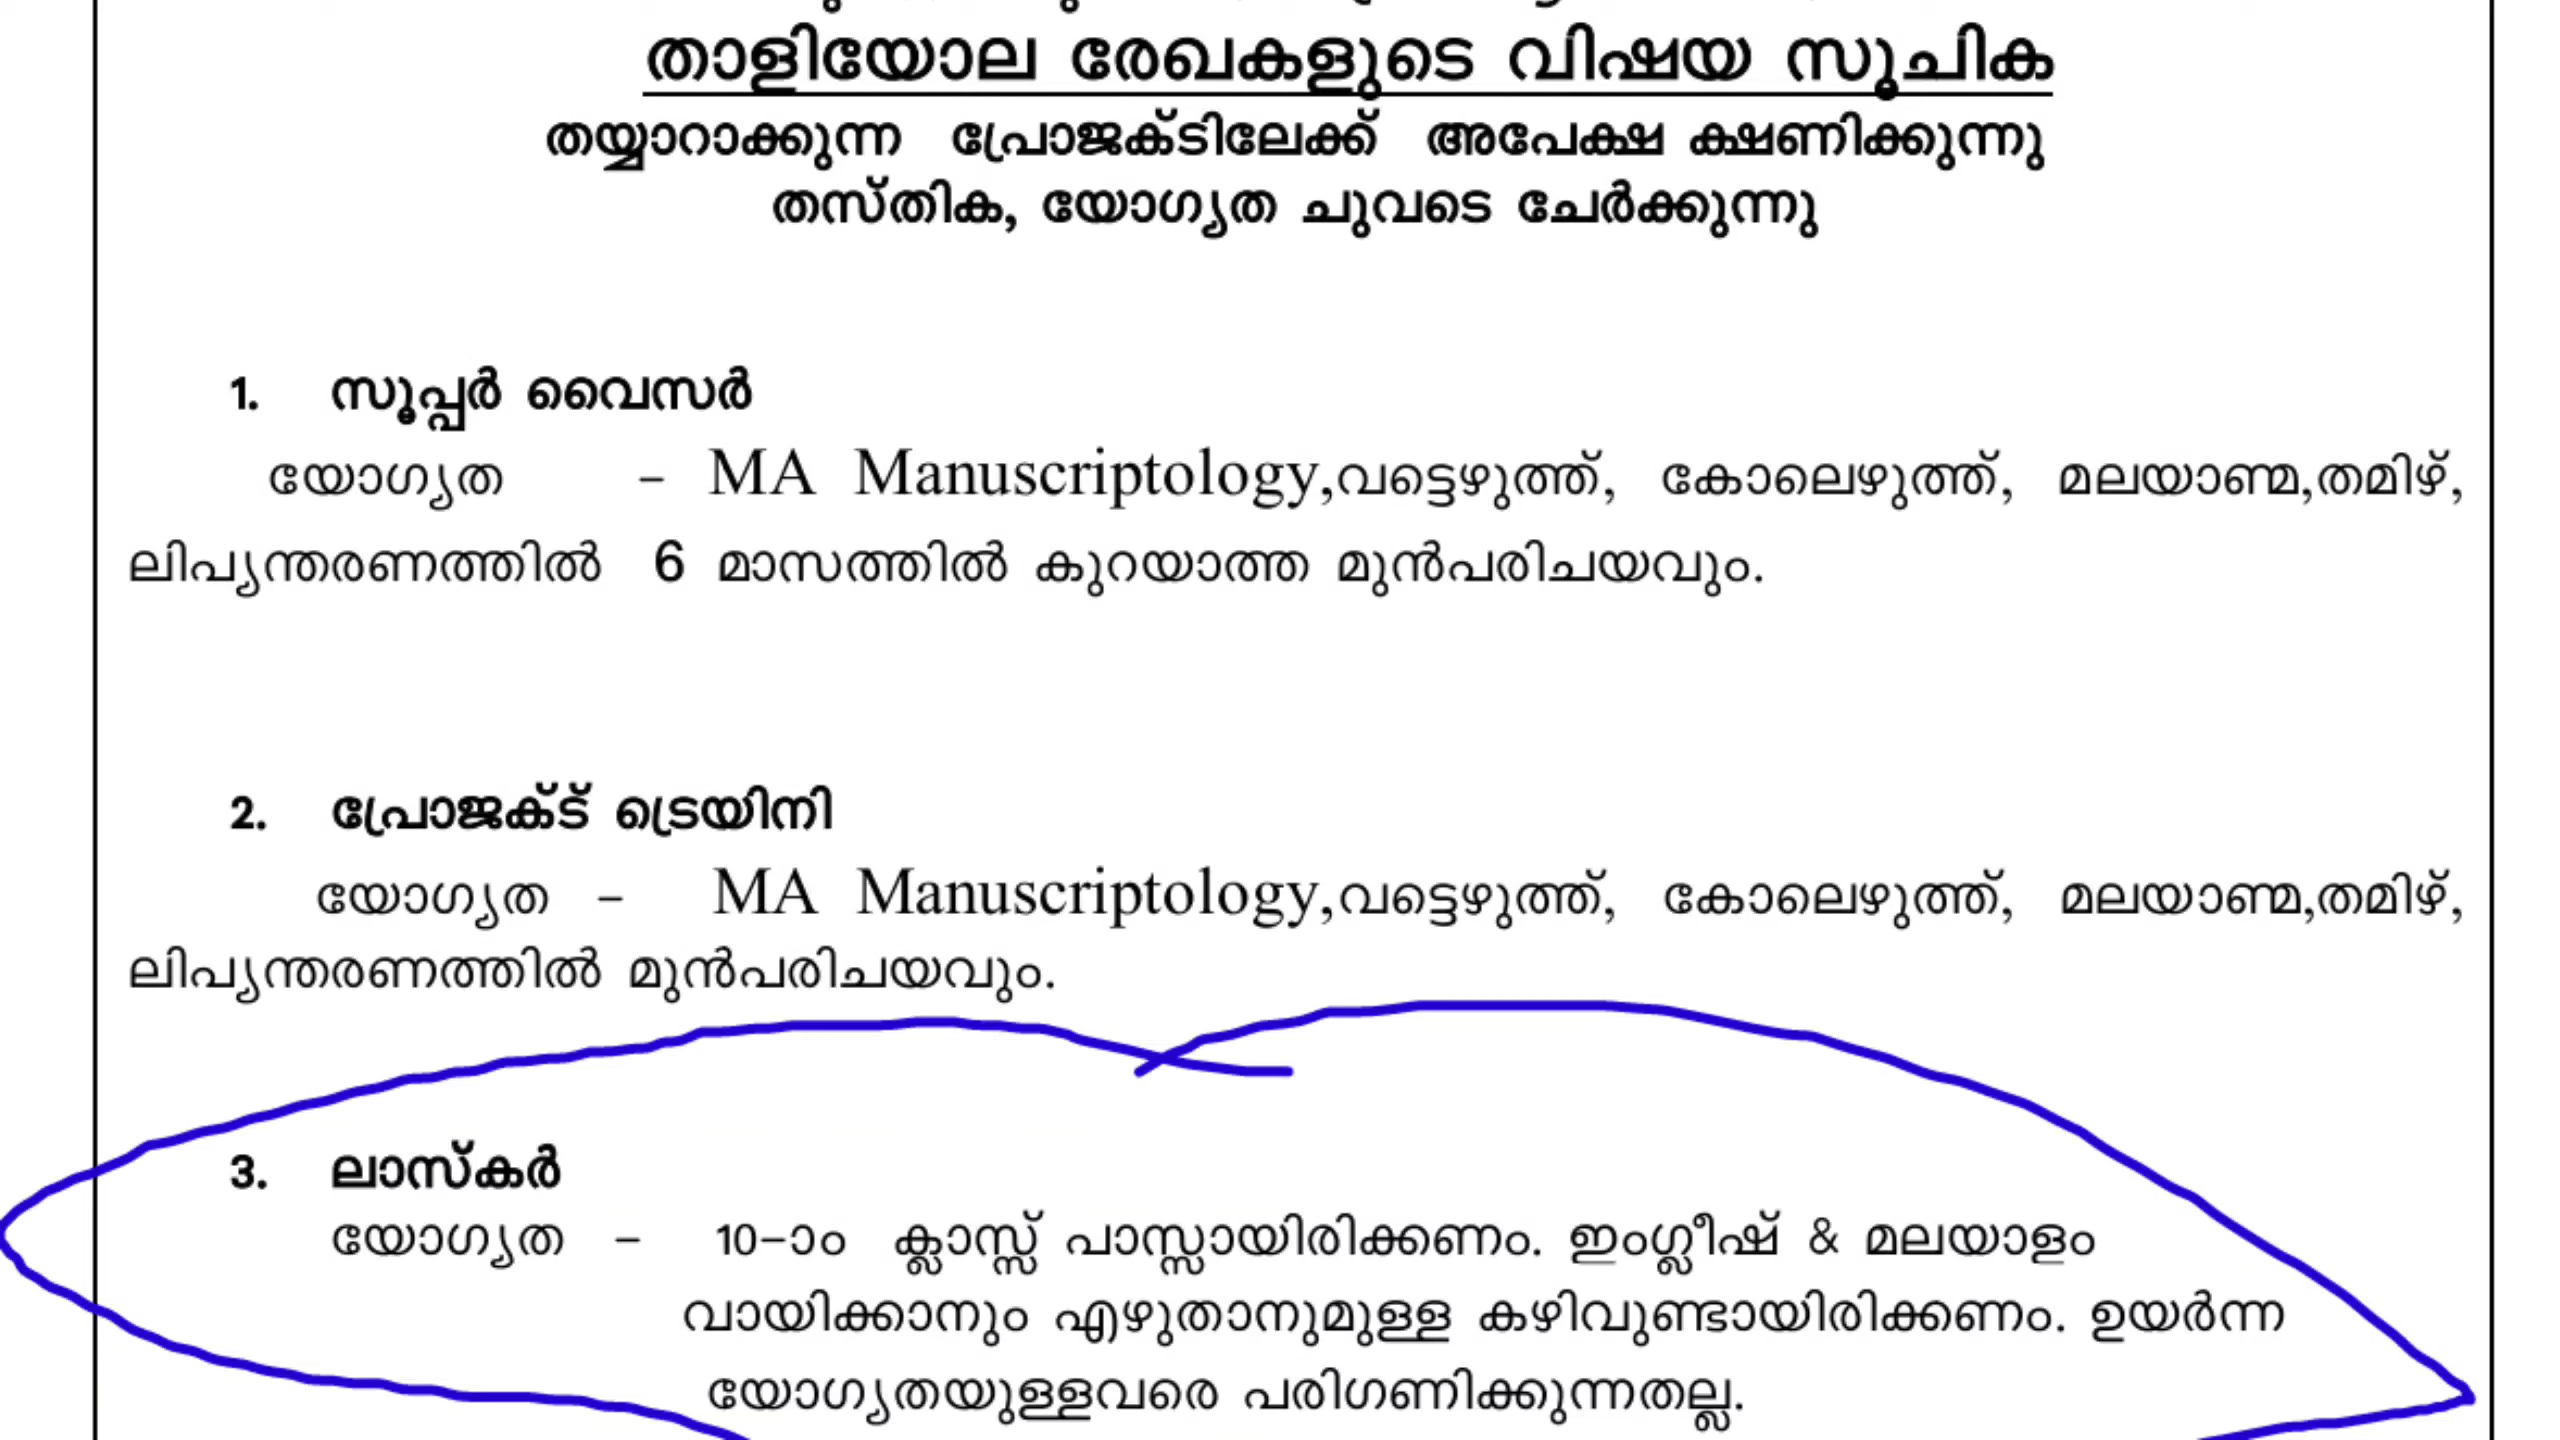 താളിയോല രേഖകളുടെ വിഷയ സൂചിക
തയ്യാറാക്കുന്ന പ്രോജക്ടിലേക്ക് അപേക്ഷ ക്ഷണിക്കുന്നു
തസ്തിക, യോഗ്യത ചുവടെ ചേർക്കുന്നു
1. സൂപ്പർ വൈസർ
യോഗ്യത – MA Manuscriptology,വട്ടെഴുത്ത്, കോലെഴുത്ത്, മലയാണ്മ,തമിഴ്,
ലിപ്യന്തരണത്തിൽ 6 മാസത്തിൽ കുറയാത്ത മുൻപരിചയവും.
2. പ്രോജക്ട് ട്രെയിനി
യോഗ്യത – MA Manuscriptology,വട്ടെഴുത്ത്, കോലെഴുത്ത്, മലയാണ്മ,തമിഴ്,
ലിപ്യന്തരണത്തിൽ മുൻപരിചയവും.
3. ലാസ്കർ
യോഗ്യത – 10-ാം ക്ലാസ്സ് പാസ്സായിരിക്കണം. ഇംഗ്ലീഷ് & മലയാളം
വായിക്കാനും എഴുതാനുമുള്ള കഴിവുണ്ടായിരിക്കണം. ഉയർന്ന
യോഗ്യതയുള്ളവരെ പരിഗണിക്കുന്നതല്ല.